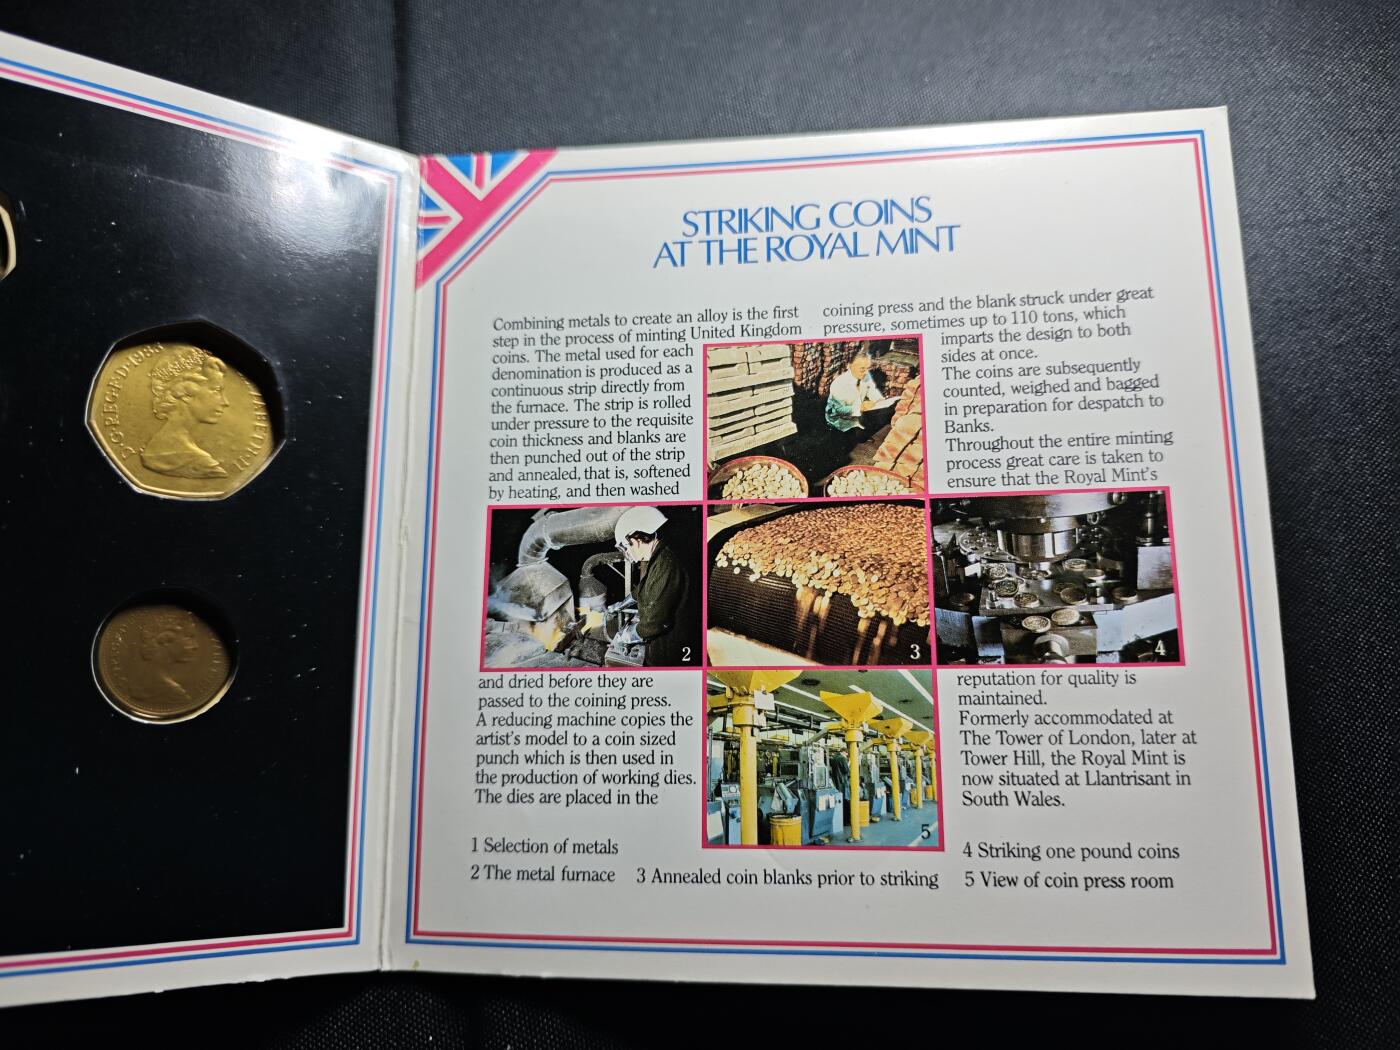 D·G·REG·F·D·1983
STRIKING COINS
AT THE ROYAL MINT
Combining metals to create an alloy is the first
step in the process of minting United Kingdom
coins. The metal used for each
denomination is produced as a
continuous strip directly from
the furnace. The strip is rolled
under pressure to the requisite
coin thickness and blanks are
then punched out of the strip
and annealed, that is, softened
by heating, and then washed
and dried before they are
passed to the coining press.
A reducing machine copies the
artist's model to a coin sized
punch which is then used in
the production of working dies.
The dies are placed in the
coining press and the blank struck under great
pressure, sometimes up to 110 tons, which
imparts the design to both
sides at once.
The coins are subsequently
counted, weighed and bagged
in preparation for despatch to
Banks.
Throughout the entire minting
process great care is taken to
ensure that the Royal Mint's
reputation for quality is
maintained.
Formerly accommodated at
The Tower of London, later at
Tower Hill, the Royal Mint is
now situated at Llantrisant in
South Wales.
1
2
3
4
5
1 Selection of metals
2 The metal furnace
3 Annealed coin blanks prior to striking
4 Striking one pound coins
5 View of coin press room